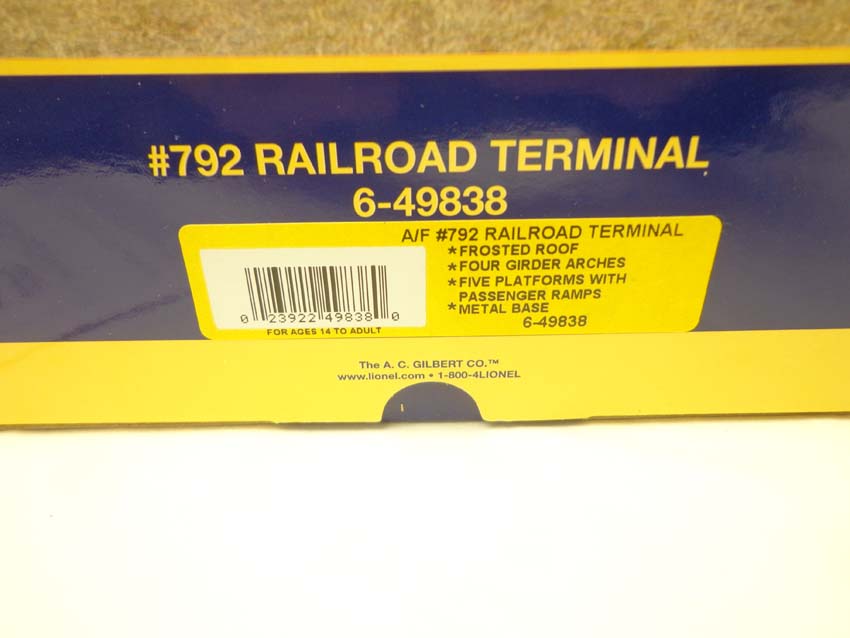 #792 RAILROAD TERMINAL
6-49838
A/F #792 RAILROAD TERMINAL
*FROSTED ROOF
*FOUR GIRDER ARCHES
*FIVE PLATFORMS WITH
PASSENGER RAMPS
*METAL BASE
6-49838
0 23922 49838 0
FOR AGES 14 TO ADULT
The A. C. GILBERT CO.™
www.lionel.com • 1-800-4LIONEL